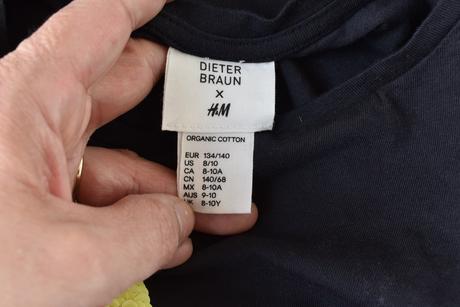 DIETER
BRAUN
x
H&M
ORGANIC COTTON
EUR 134/140
US 8/10
CA 8-10A
CN 140/68
MX 8-10A
AUS 9-10
UK 8-10Y